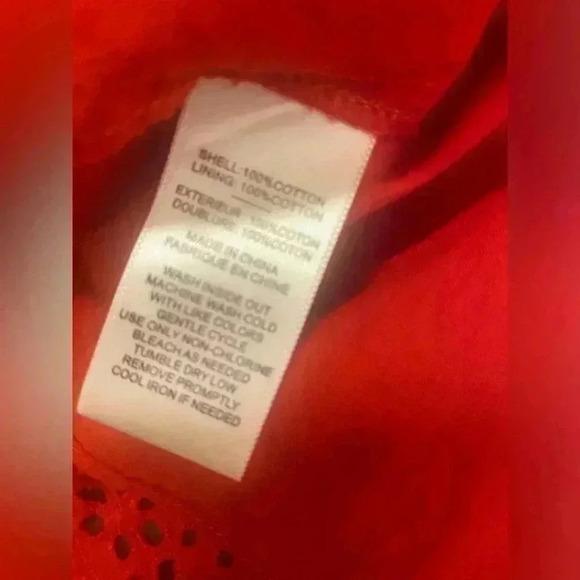 SHELL: 100%COTTON
LINING: 100%COTTON
EXTERIEUR: 100%COTON
DOUBLURE: 100%COTON
MADE IN CHINA
FABRIQUE EN CHINE
WASH INSIDE OUT
MACHINE WASH COLD
WITH LIKE COLORS
GENTLE CYCLE
USE ONLY NON-CHLORINE
BLEACH AS NEEDED
TUMBLE DRY LOW
REMOVE PROMPTLY
COOL IRON IF NEEDED